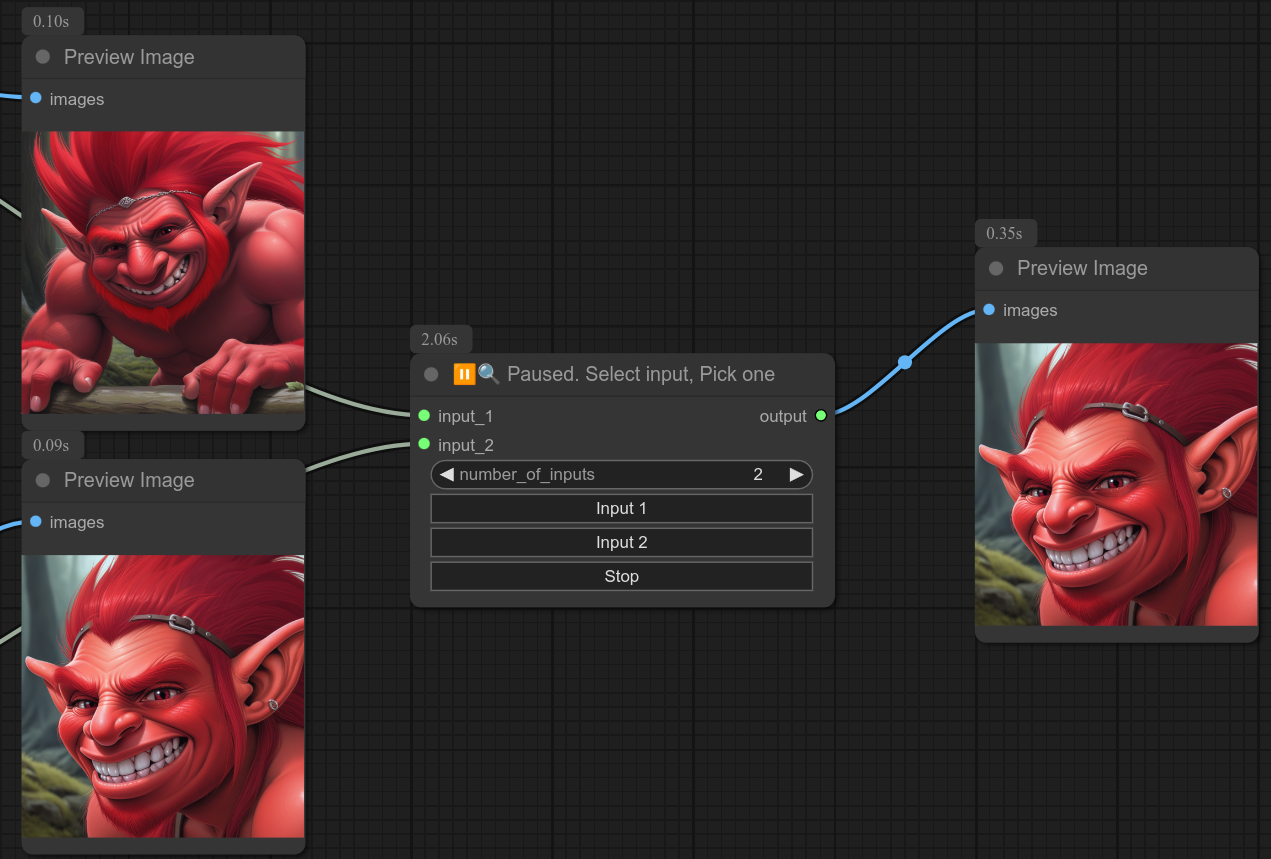 0.10s
Preview Image
images
0.09s
Preview Image
images
2.06s
⏸️🔍 Paused. Select input, Pick one
input_1
output
input_2
number_of_inputs 2
Input 1
Input 2
Stop
0.35s
Preview Image
images